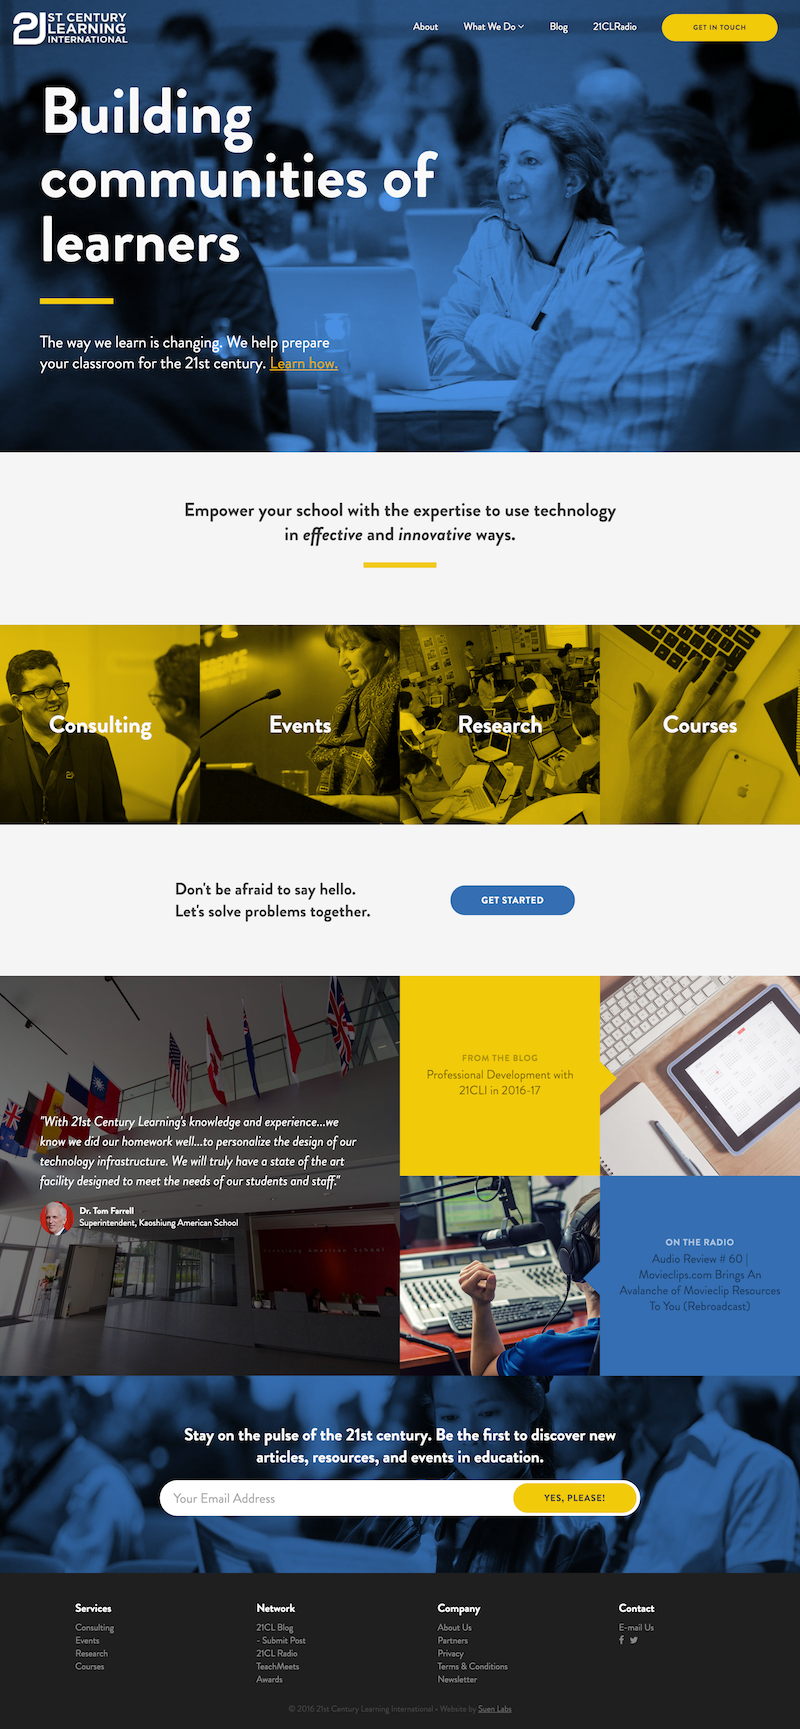 21ST CENTURY
LEARNING
INTERNATIONAL
About
What We Do
Blog
21CLRadio
GET IN TOUCH
Building
communities of
learners
The way we learn is changing. We help prepare
your classroom for the 21st century. Learn how.
Empower your school with the expertise to use technology
in effective and innovative ways.
Consulting
Events
Research
Courses
Don't be afraid to say hello.
Let's solve problems together.
GET STARTED
"With 21st Century Learning's knowledge and experience...we
know we did our homework well...to personalize the design of our
technology infrastructure. We will truly have a state of the art
facility designed to meet the needs of our students and staff."
Dr. Tom Farrell
Superintendent, Kaoshiung American School
Kaohsiung American School
FROM THE BLOG
Professional Development with
21CLI in 2016-17
ON THE RADIO
Audio Review # 60 |
Movieclips.com Brings An
Avalanche of Movieclip Resources
To You (Rebroadcast)
Stay on the pulse of the 21st century. Be the first to discover new
articles, resources, and events in education.
Your Email Address
YES, PLEASE!
Services
Consulting
Events
Research
Courses
Network
21CL Blog
- Submit Post
21CL Radio
TeachMeets
Awards
Company
About Us
Partners
Privacy
Terms & Conditions
Newsletter
Contact
E-mail Us
© 2016 21st Century Learning International - Website by Suen Labs